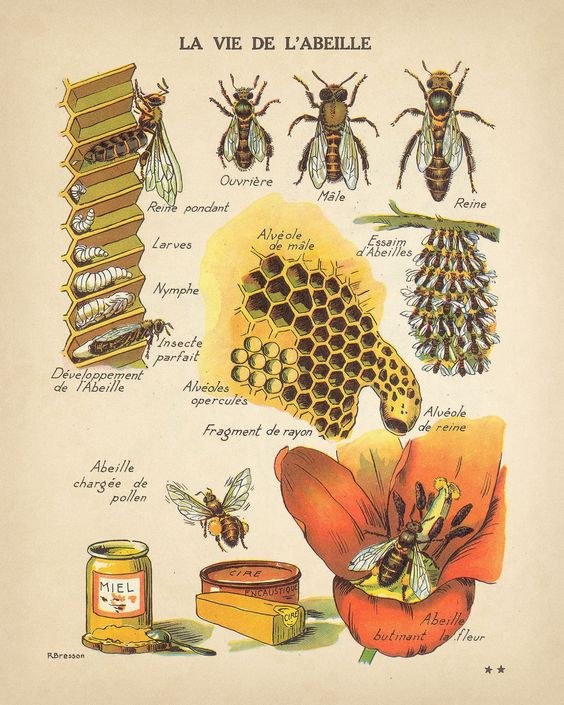 LA VIE DE L'ABEILLE
Ouvrière
Mâle
Reine
Reine pondant
Larves
Nymphe
Insecte
parfait
Développement
de l'Abeille
Alvéole
de mâle
Essaim
d'Abeilles
Alvéoles
operculés
Fragment de rayon
Alvéole
de reine
Abeille
chargée de
pollen
MIEL
CIRE
ENCAUSTIQUE
CIRE
Abeille
butinant la fleur
RBresson